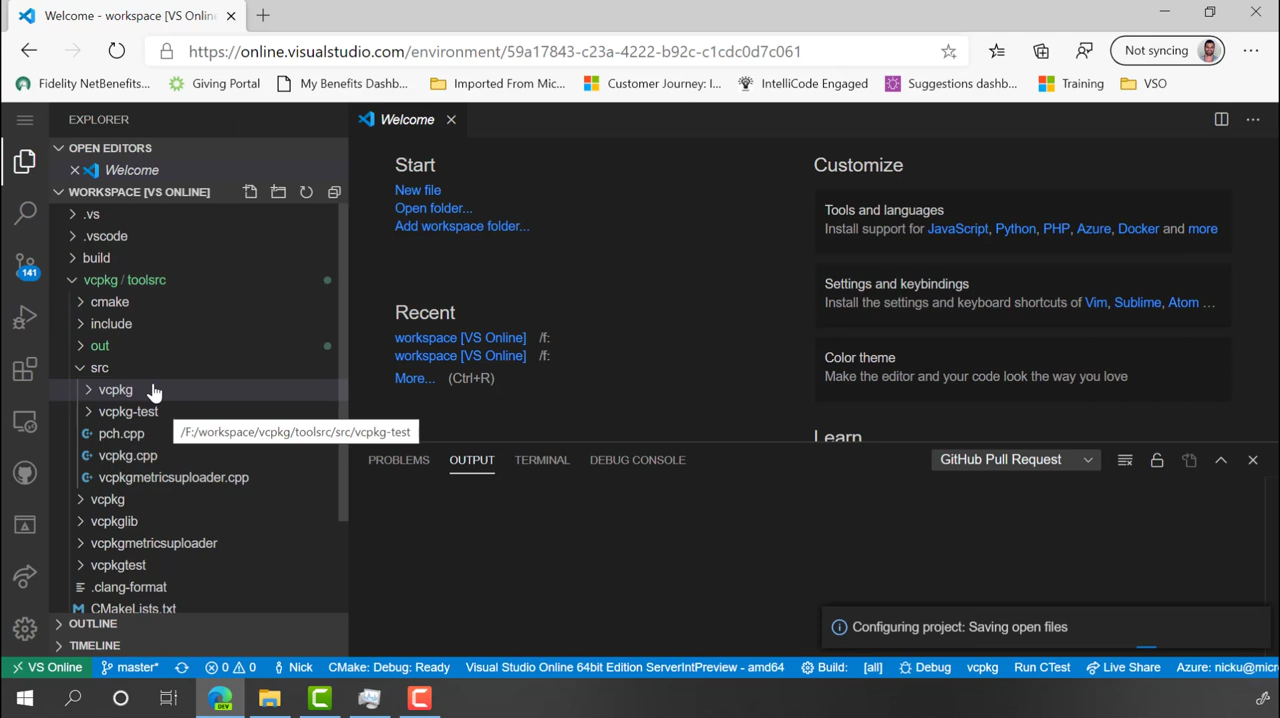 Welcome - workspace [VS Onlin
https://online.visualstudio.com/environment/59a17843-c23a-4222-b92c-c1cdc0d7c061
Not syncing
Fidelity NetBenefits...
Giving Portal
My Benefits Dashb...
Imported From Mic...
Customer Journey: I...
IntelliCode Engaged
Suggestions dashb...
Training
VSO
EXPLORER
OPEN EDITORS
Welcome
WORKSPACE [VS ONLINE]
.vs
.vscode
build
vcpkg / toolsrc
cmake
include
out
src
vcpkg
vcpkg-test
/F:/workspace/vcpkg/toolsrc/src/vcpkg-test
pch.cpp
vcpkg.cpp
vcpkgmetricsuploader.cpp
vcpkg
vcpkglib
vcpkgmetricsuploader
vcpkgtest
.clang-format
CMakeLists.txt
OUTLINE
TIMELINE
141
Welcome
Start
New file
Open folder...
Add workspace folder...
Recent
workspace [VS Online] /f:
workspace [VS Online] /f:
More... (Ctrl+R)
Customize
Tools and languages
Install support for JavaScript, Python, PHP, Azure, Docker and more
Settings and keybindings
Install the settings and keyboard shortcuts of Vim, Sublime, Atom ...
Color theme
Make the editor and your code look the way you love
Learn
PROBLEMS
OUTPUT
TERMINAL
DEBUG CONSOLE
GitHub Pull Request
Configuring project: Saving open files
VS Online
master*
0
0
Nick
CMake: Debug: Ready
Visual Studio Online 64bit Edition ServerIntPreview - amd64
Build:
[all]
Debug
vcpkg
Run CTest
Live Share
Azure: nicku@micr
DEV